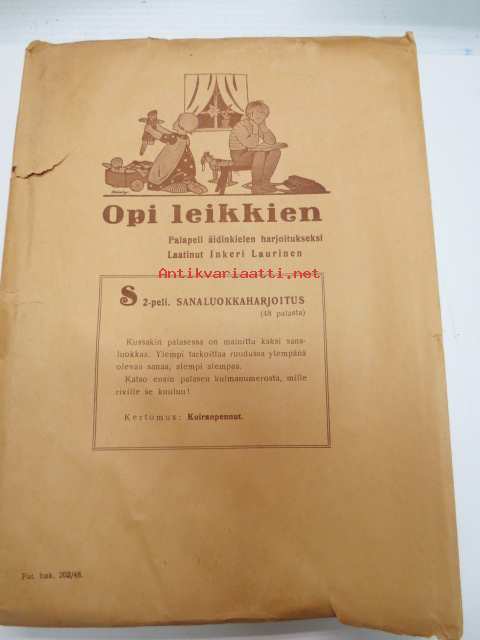 Opi leikkien
Palapeli äidinkielen harjoitukseksi
Laatinut Inkeri Laurinen
Antikvariaatti.net
S 2-peli. SANALUOKKAHARJOITUS
(48 palasta)
Kussakin palasessa on mainittu kaksi sana-
luokkaa. Ylempi tarkoittaa ruudussa ylempänä
olevaa sanaa, alempi alempaa.
Katso ensin palasen kulmanumerosta, mille
riville se kuuluu!
Kertomus: Koiranpennut.
Pat. hak. 202/48.